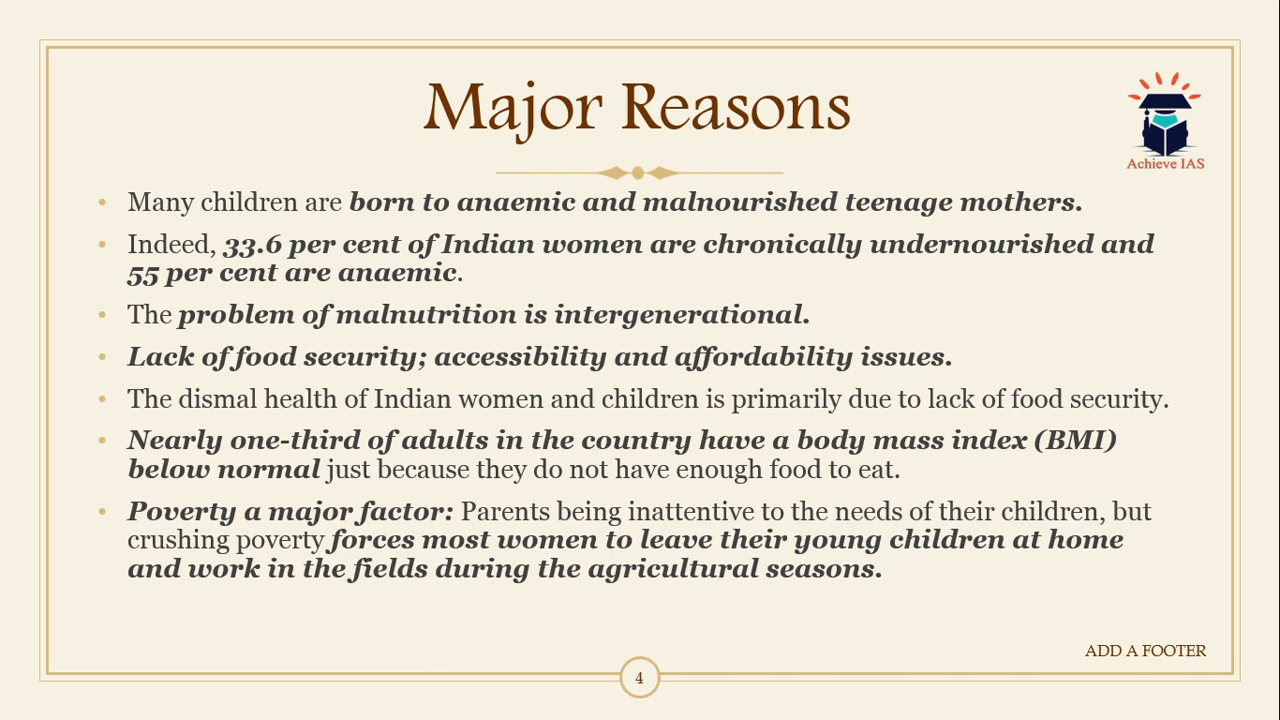 Major Reasons
Achieve IAS
• Many children are born to anaemic and malnourished teenage mothers.
• Indeed, 33.6 per cent of Indian women are chronically undernourished and
55 per cent are anaemic.
• The problem of malnutrition is intergenerational.
• Lack of food security; accessibility and affordability issues.
• The dismal health of Indian women and children is primarily due to lack of food security.
• Nearly one-third of adults in the country have a body mass index (BMI)
below normal just because they do not have enough food to eat.
• Poverty a major factor: Parents being inattentive to the needs of their children, but
crushing poverty forces most women to leave their young children at home
and work in the fields during the agricultural seasons.
ADD A FOOTER
4